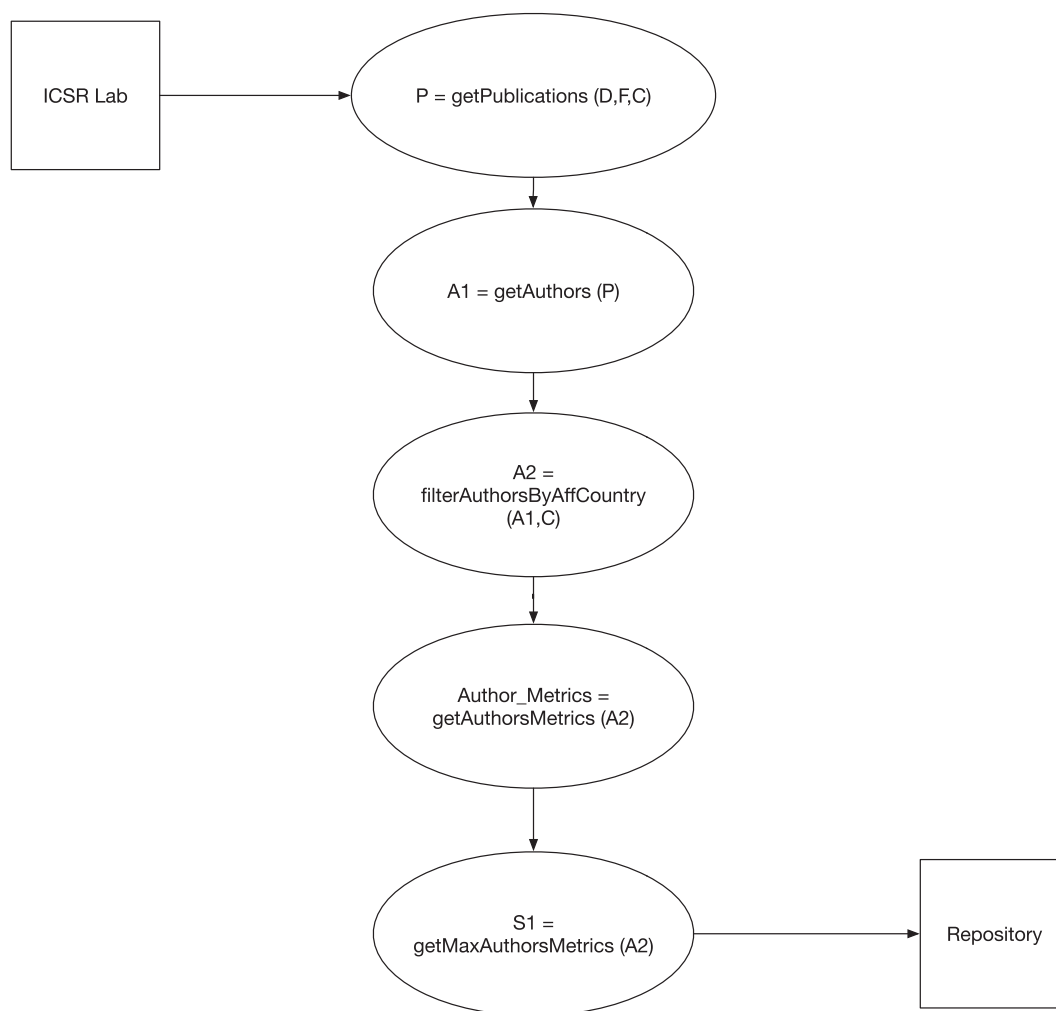 ICSR Lab
P = getPublications (D,F,C)
A1 = getAuthors (P)
A2 =
filterAuthorsByAffCountry
(A1,C)
Author_Metrics =
getAuthorsMetrics (A2)
S1 =
getMaxAuthorsMetrics (A2)
Repository